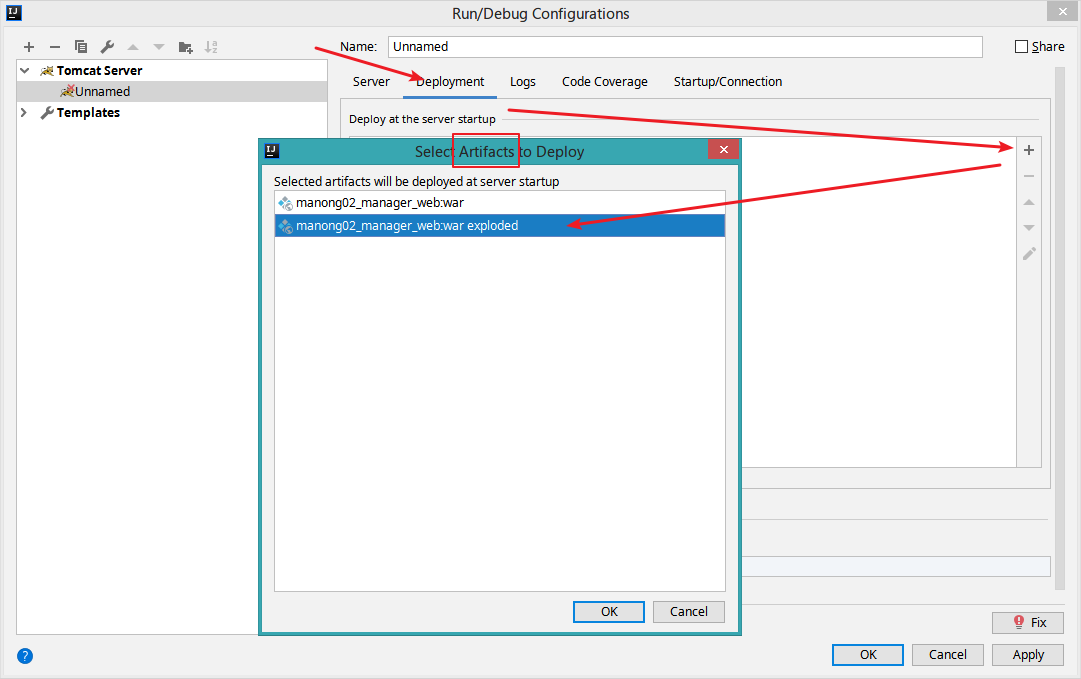 Run/Debug Configurations
Name: Unnamed Share
Tomcat Server
Unnamed
Templates
Server Deployment Logs Code Coverage Startup/Connection
Deploy at the server startup
Select Artifacts to Deploy
Selected artifacts will be deployed at server startup
manong02_manager_web:war
manong02_manager_web:war exploded
OK Cancel
Fix
OK Cancel Apply